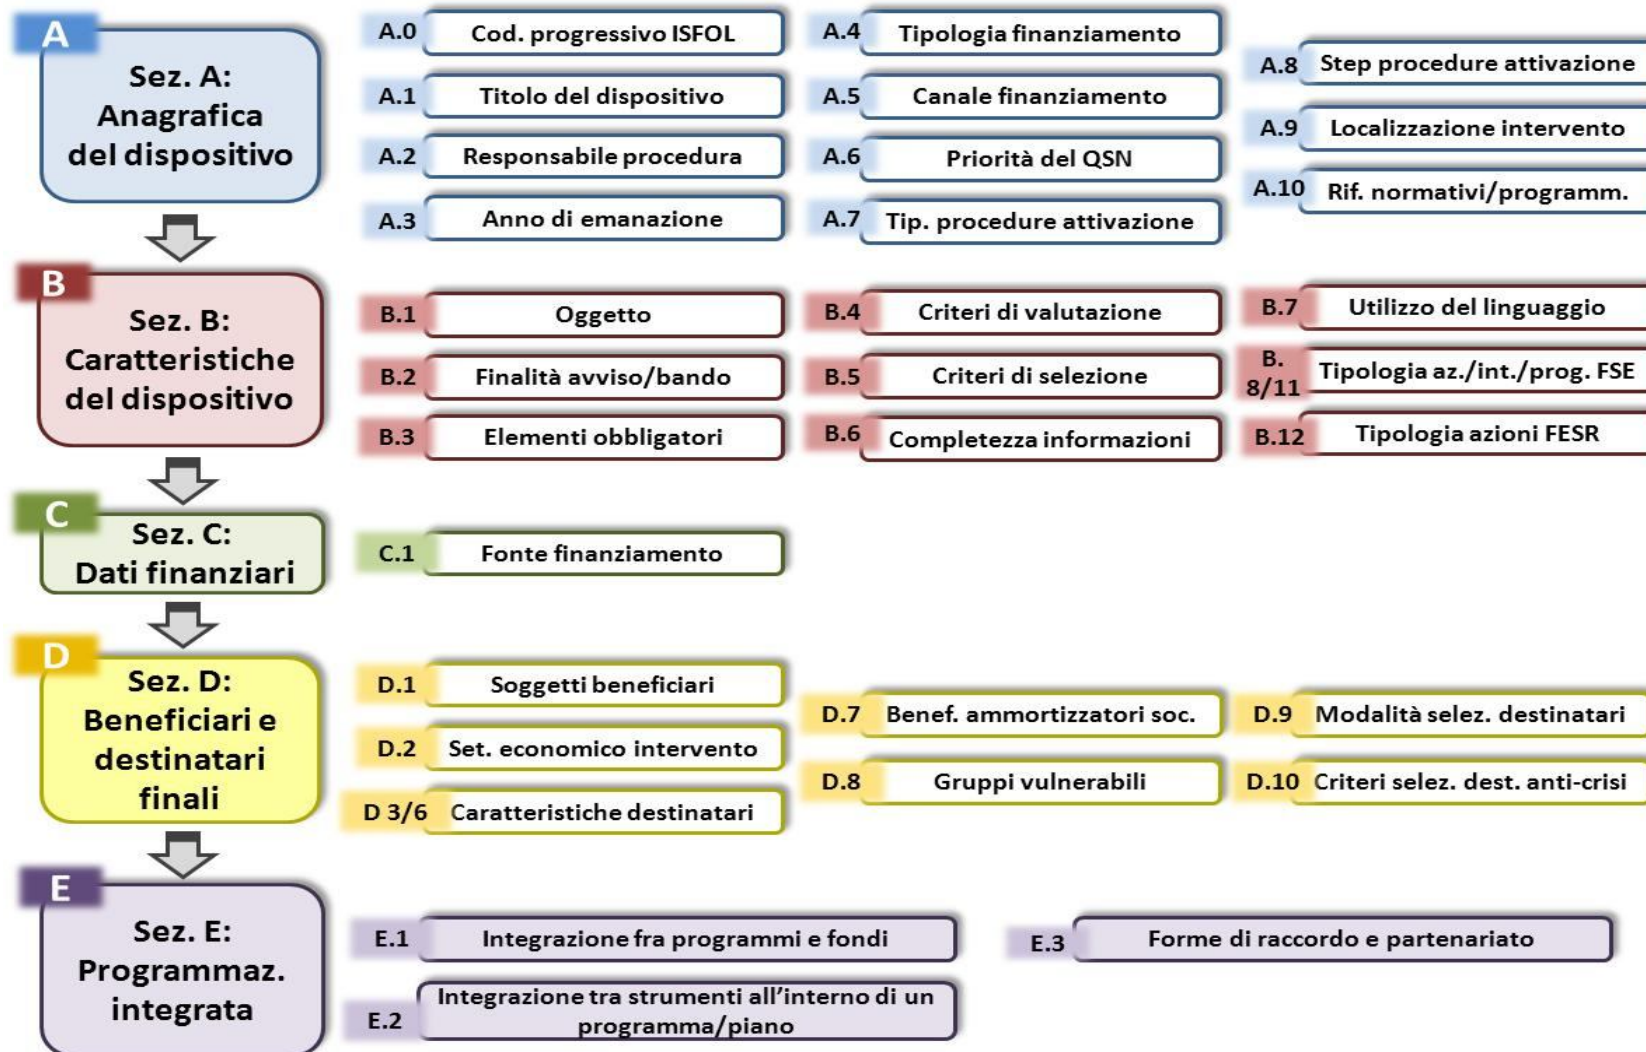 A
Sez. A:
Anagrafica
del dispositivo
A.0 Cod. progressivo ISFOL
A.1 Titolo del dispositivo
A.2 Responsabile procedura
A.3 Anno di emanazione
A.4 Tipologia finanziamento
A.5 Canale finanziamento
A.6 Priorità del QSN
A.7 Tip. procedure attivazione
A.8 Step procedure attivazione
A.9 Localizzazione intervento
A.10 Rif. normativi/programm.
B
Sez. B:
Caratteristiche
del dispositivo
B.1 Oggetto
B.2 Finalità avviso/bando
B.3 Elementi obbligatori
B.4 Criteri di valutazione
B.5 Criteri di selezione
B.6 Completezza informazioni
B.7 Utilizzo del linguaggio
B.
8/11 Tipologia az./int./prog. FSE
B.12 Tipologia azioni FESR
C
Sez. C:
Dati finanziari
C.1 Fonte finanziamento
D
Sez. D:
Beneficiari e
destinatari
finali
D.1 Soggetti beneficiari
D.2 Set. economico intervento
D 3/6 Caratteristiche destinatari
D.7 Benef. ammortizzatori soc.
D.8 Gruppi vulnerabili
D.9 Modalità selez. destinatari
D.10 Criteri selez. dest. anti-crisi
E
Sez. E:
Programmaz.
integrata
E.1 Integrazione fra programmi e fondi
E.2 Integrazione tra strumenti all'interno di un
programma/piano
E.3 Forme di raccordo e partenariato